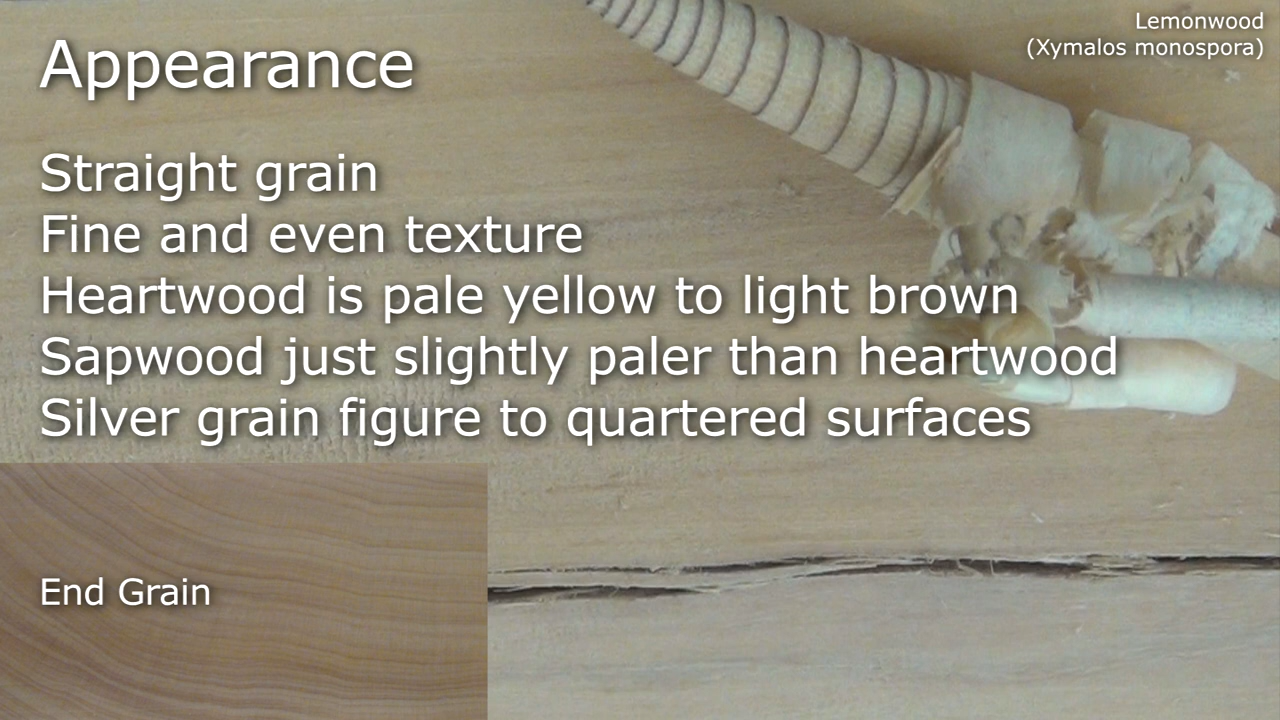 Lemonwood
(Xymalos monospora)
Appearance
Straight grain
Fine and even texture
Heartwood is pale yellow to light brown
Sapwood just slightly paler than heartwood
Silver grain figure to quartered surfaces
End Grain